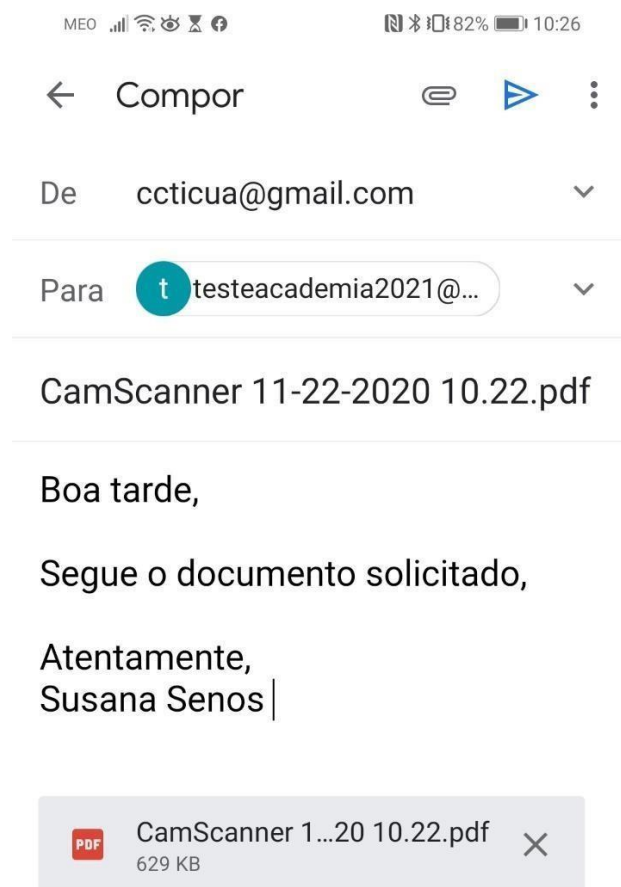 MEO 82% 10:26
Compor
De ccticua@gmail.com
Para t testeacademia2021@...
CamScanner 11-22-2020 10.22.pdf
Boa tarde,
Segue o documento solicitado,
Atentamente,
Susana Senos
PDF CamScanner 1...20 10.22.pdf
629 KB